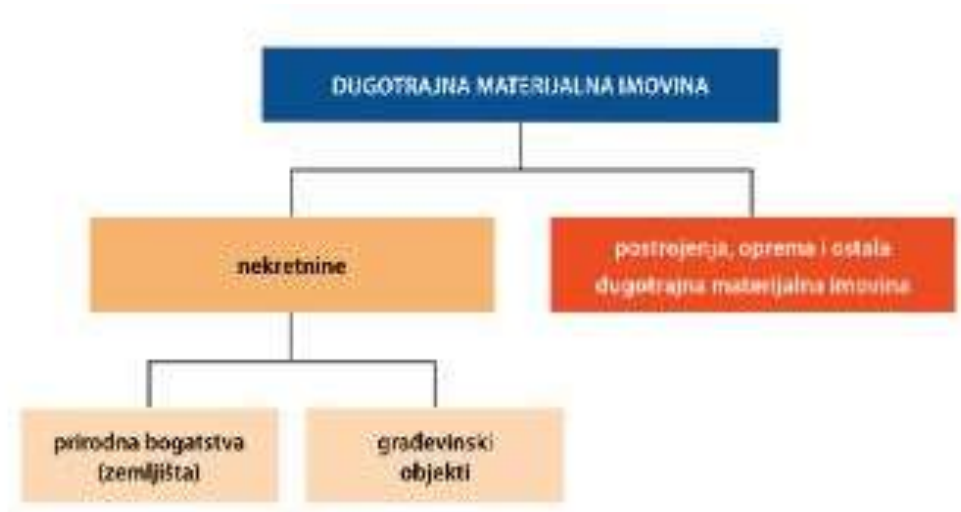 DUGOTRAJNA MATERIJALNA IMOVINA
nekretnine
postrojenja, oprema i ostala
dugotrajna materijalna imovina
prirodna bogatstva
(zemljišta)
građevinski
objekti